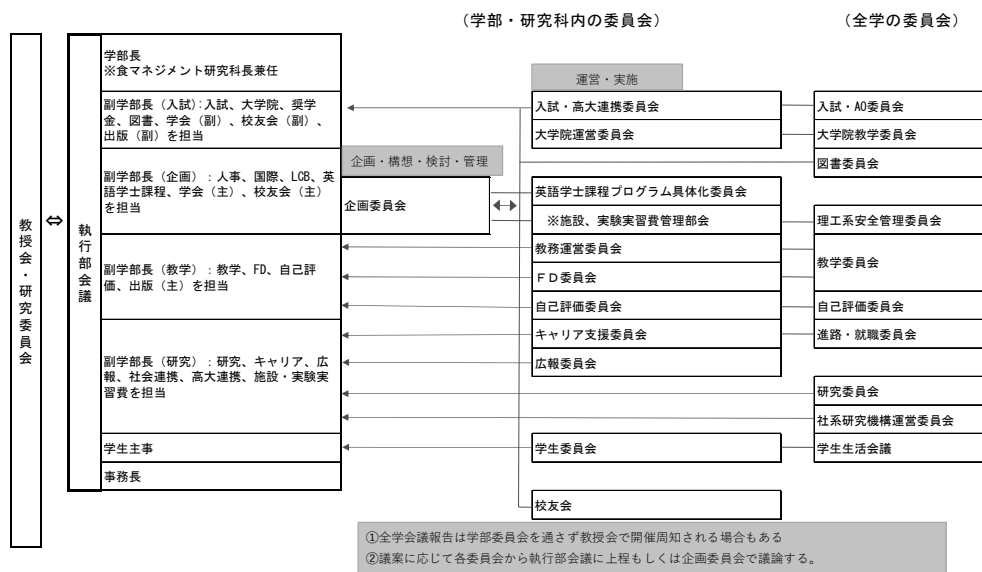 （学部・研究科内の委員会）
（全学の委員会）
教授会・研究委員会
⇔
執行部会議
学部長
※食マネジメント研究科長兼任
副学部長（入試）：入試、大学院、奨学
金、図書、学会（副）、校友会（副）、
出版（副）を担当
副学部長（企画）：人事、国際、LCB、英
語学士課程、学会（主）、校友会（主）
を担当
副学部長（教学）：教学、FD、自己評
価、出版（主）を担当
副学部長（研究）：研究、キャリア、広
報、社会連携、高大連携、施設・実験実
習費を担当
学生主事
事務長
企画・構想・検討・管理
企画委員会
運営・実施
入試・高大連携委員会
大学院運営委員会
英語学士課程プログラム具体化委員会
※施設、実験実習費管理部会
教務運営委員会
ＦＤ委員会
自己評価委員会
キャリア支援委員会
広報委員会
学生委員会
校友会
入試・AO委員会
大学院教学委員会
図書委員会
理工系安全管理委員会
教学委員会
自己評価委員会
進路・就職委員会
研究委員会
社系研究機構運営委員会
学生生活会議
①全学会議報告は学部委員会を通さず教授会で開催周知される場合もある
②議案に応じて各委員会から執行部会議に上程もしくは企画委員会で議論する。